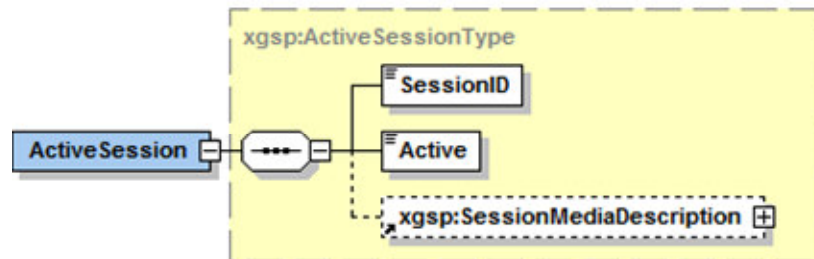 xgsp:ActiveSessionType
SessionID
ActiveSession
Active
xgsp:SessionMediaDescription